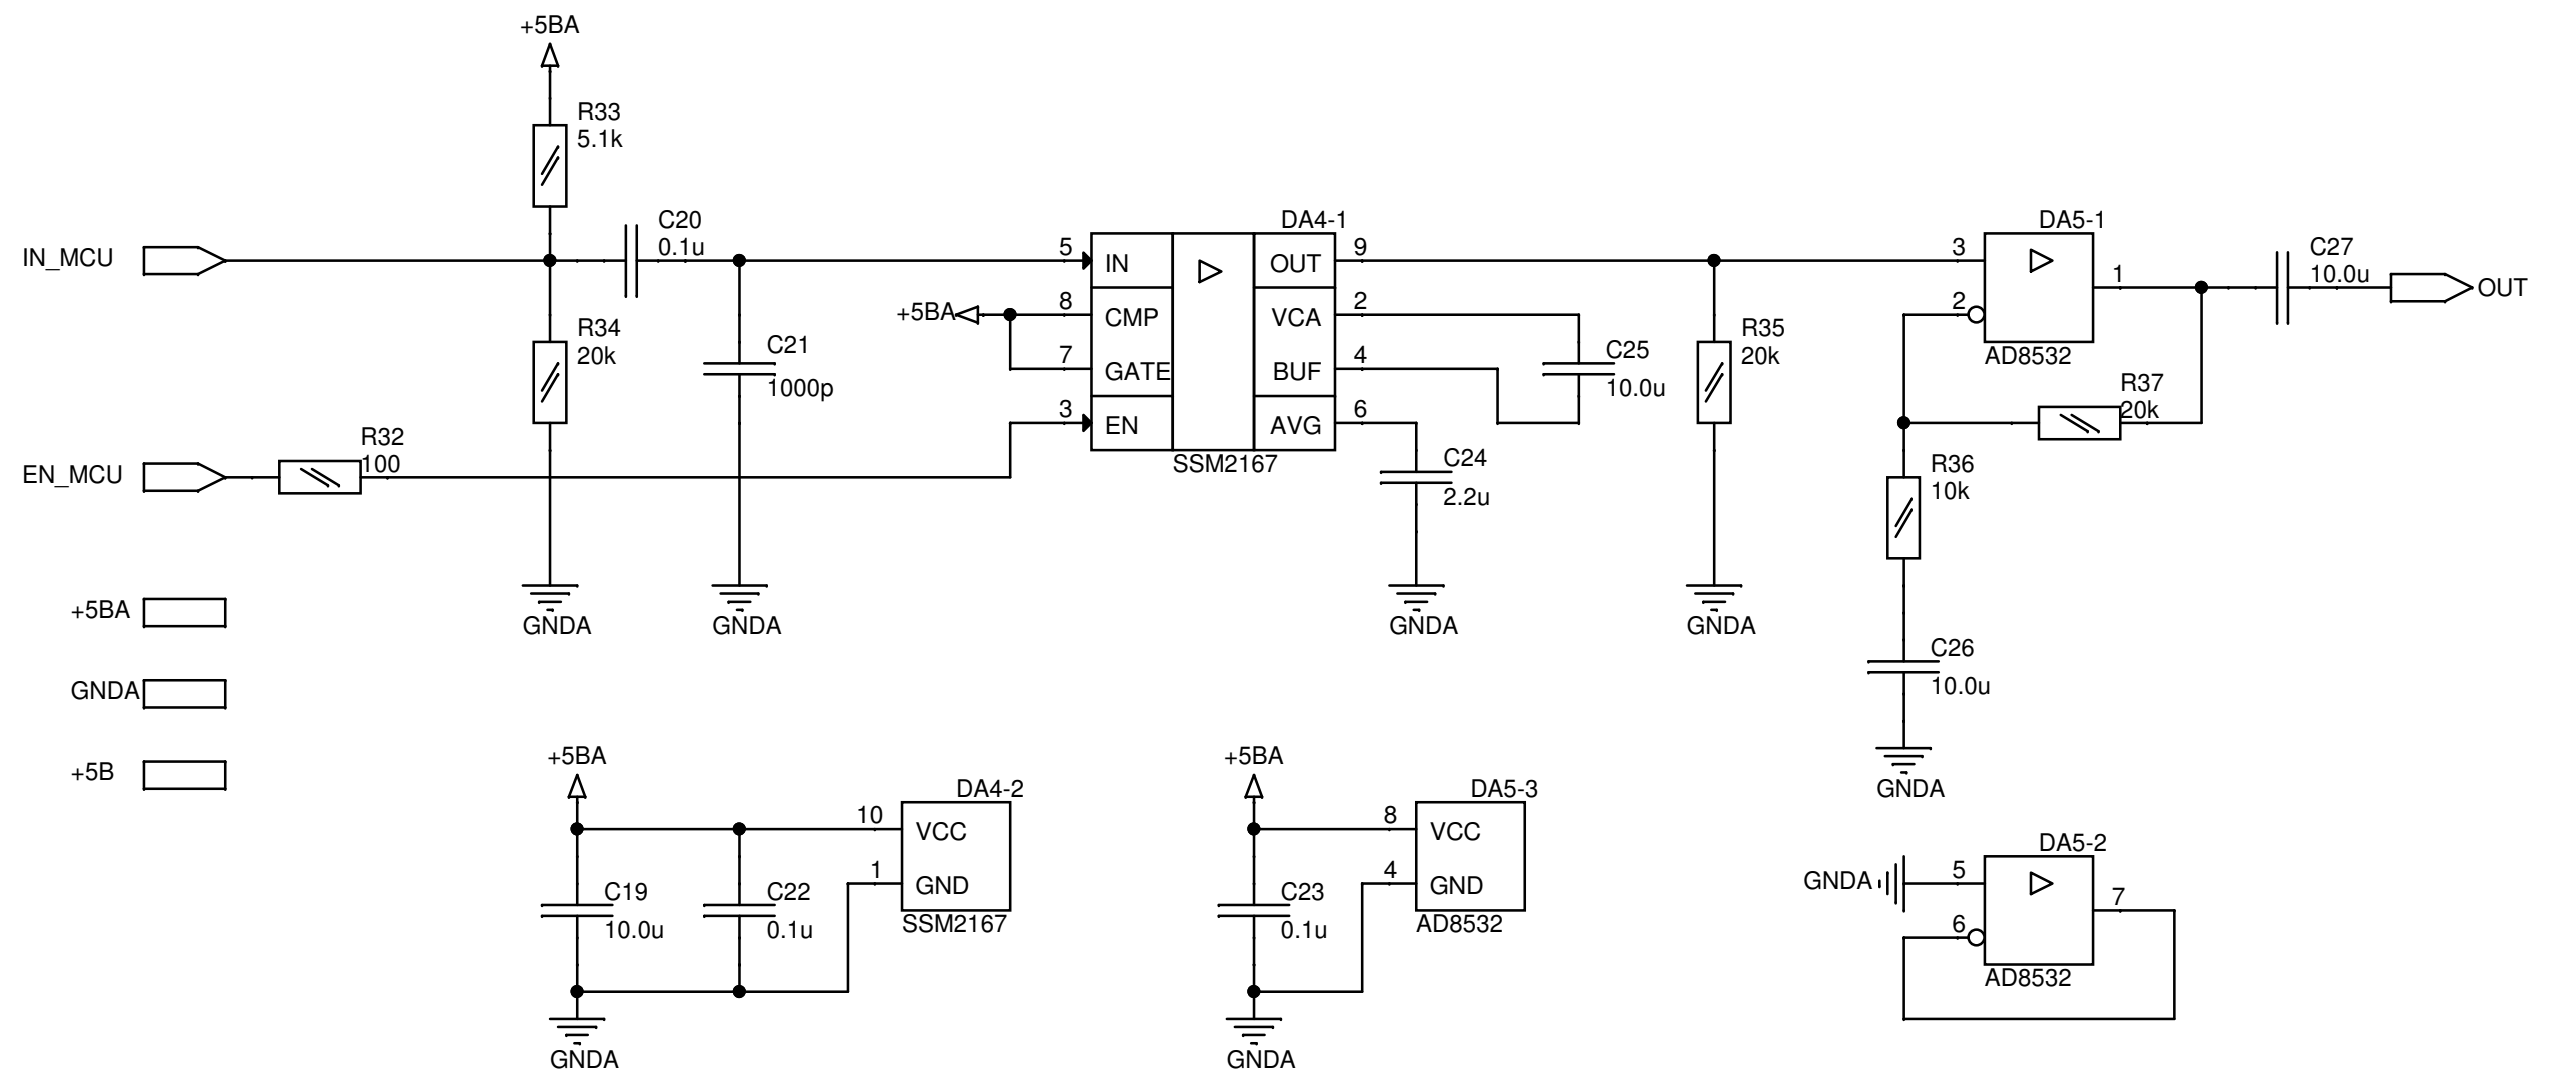 +5BA
R33
5.1k
IN_MCU
C20
0.1u
R34
20k
C21
1000p
EN_MCU
R32
100
GNDA
GNDA
+5BA
DA4-1
5
IN
8
CMP
7
GATE
3
EN
OUT
9
VCA
2
BUF
4
AVG
6
SSM2167
C25
10.0u
C24
2.2u
GNDA
R35
20k
GNDA
DA5-1
3
2
1
AD8532
C27
10.0u
OUT
R37
20k
R36
10k
C26
10.0u
GNDA
+5BA
GNDA
+5B
+5BA
DA4-2
10
VCC
1
GND
SSM2167
C19
10.0u
C22
0.1u
GNDA
+5BA
DA5-3
8
VCC
4
GND
AD8532
C23
0.1u
GNDA
DA5-2
GNDA
5
6
7
AD8532